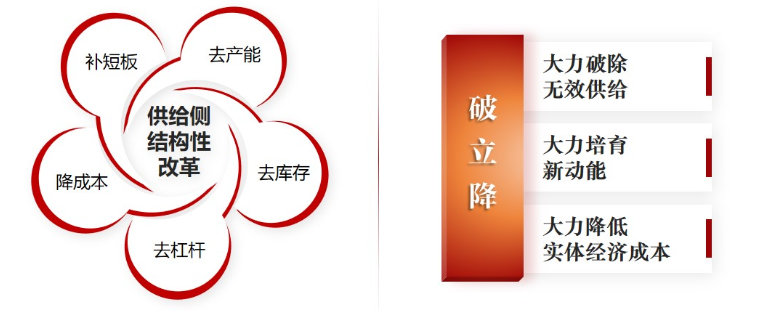 补短板
去产能
供给侧
结构性
改革
降成本
去库存
去杠杆
破
立
降
大力破除
无效供给
大力培育
新动能
大力降低
实体经济成本